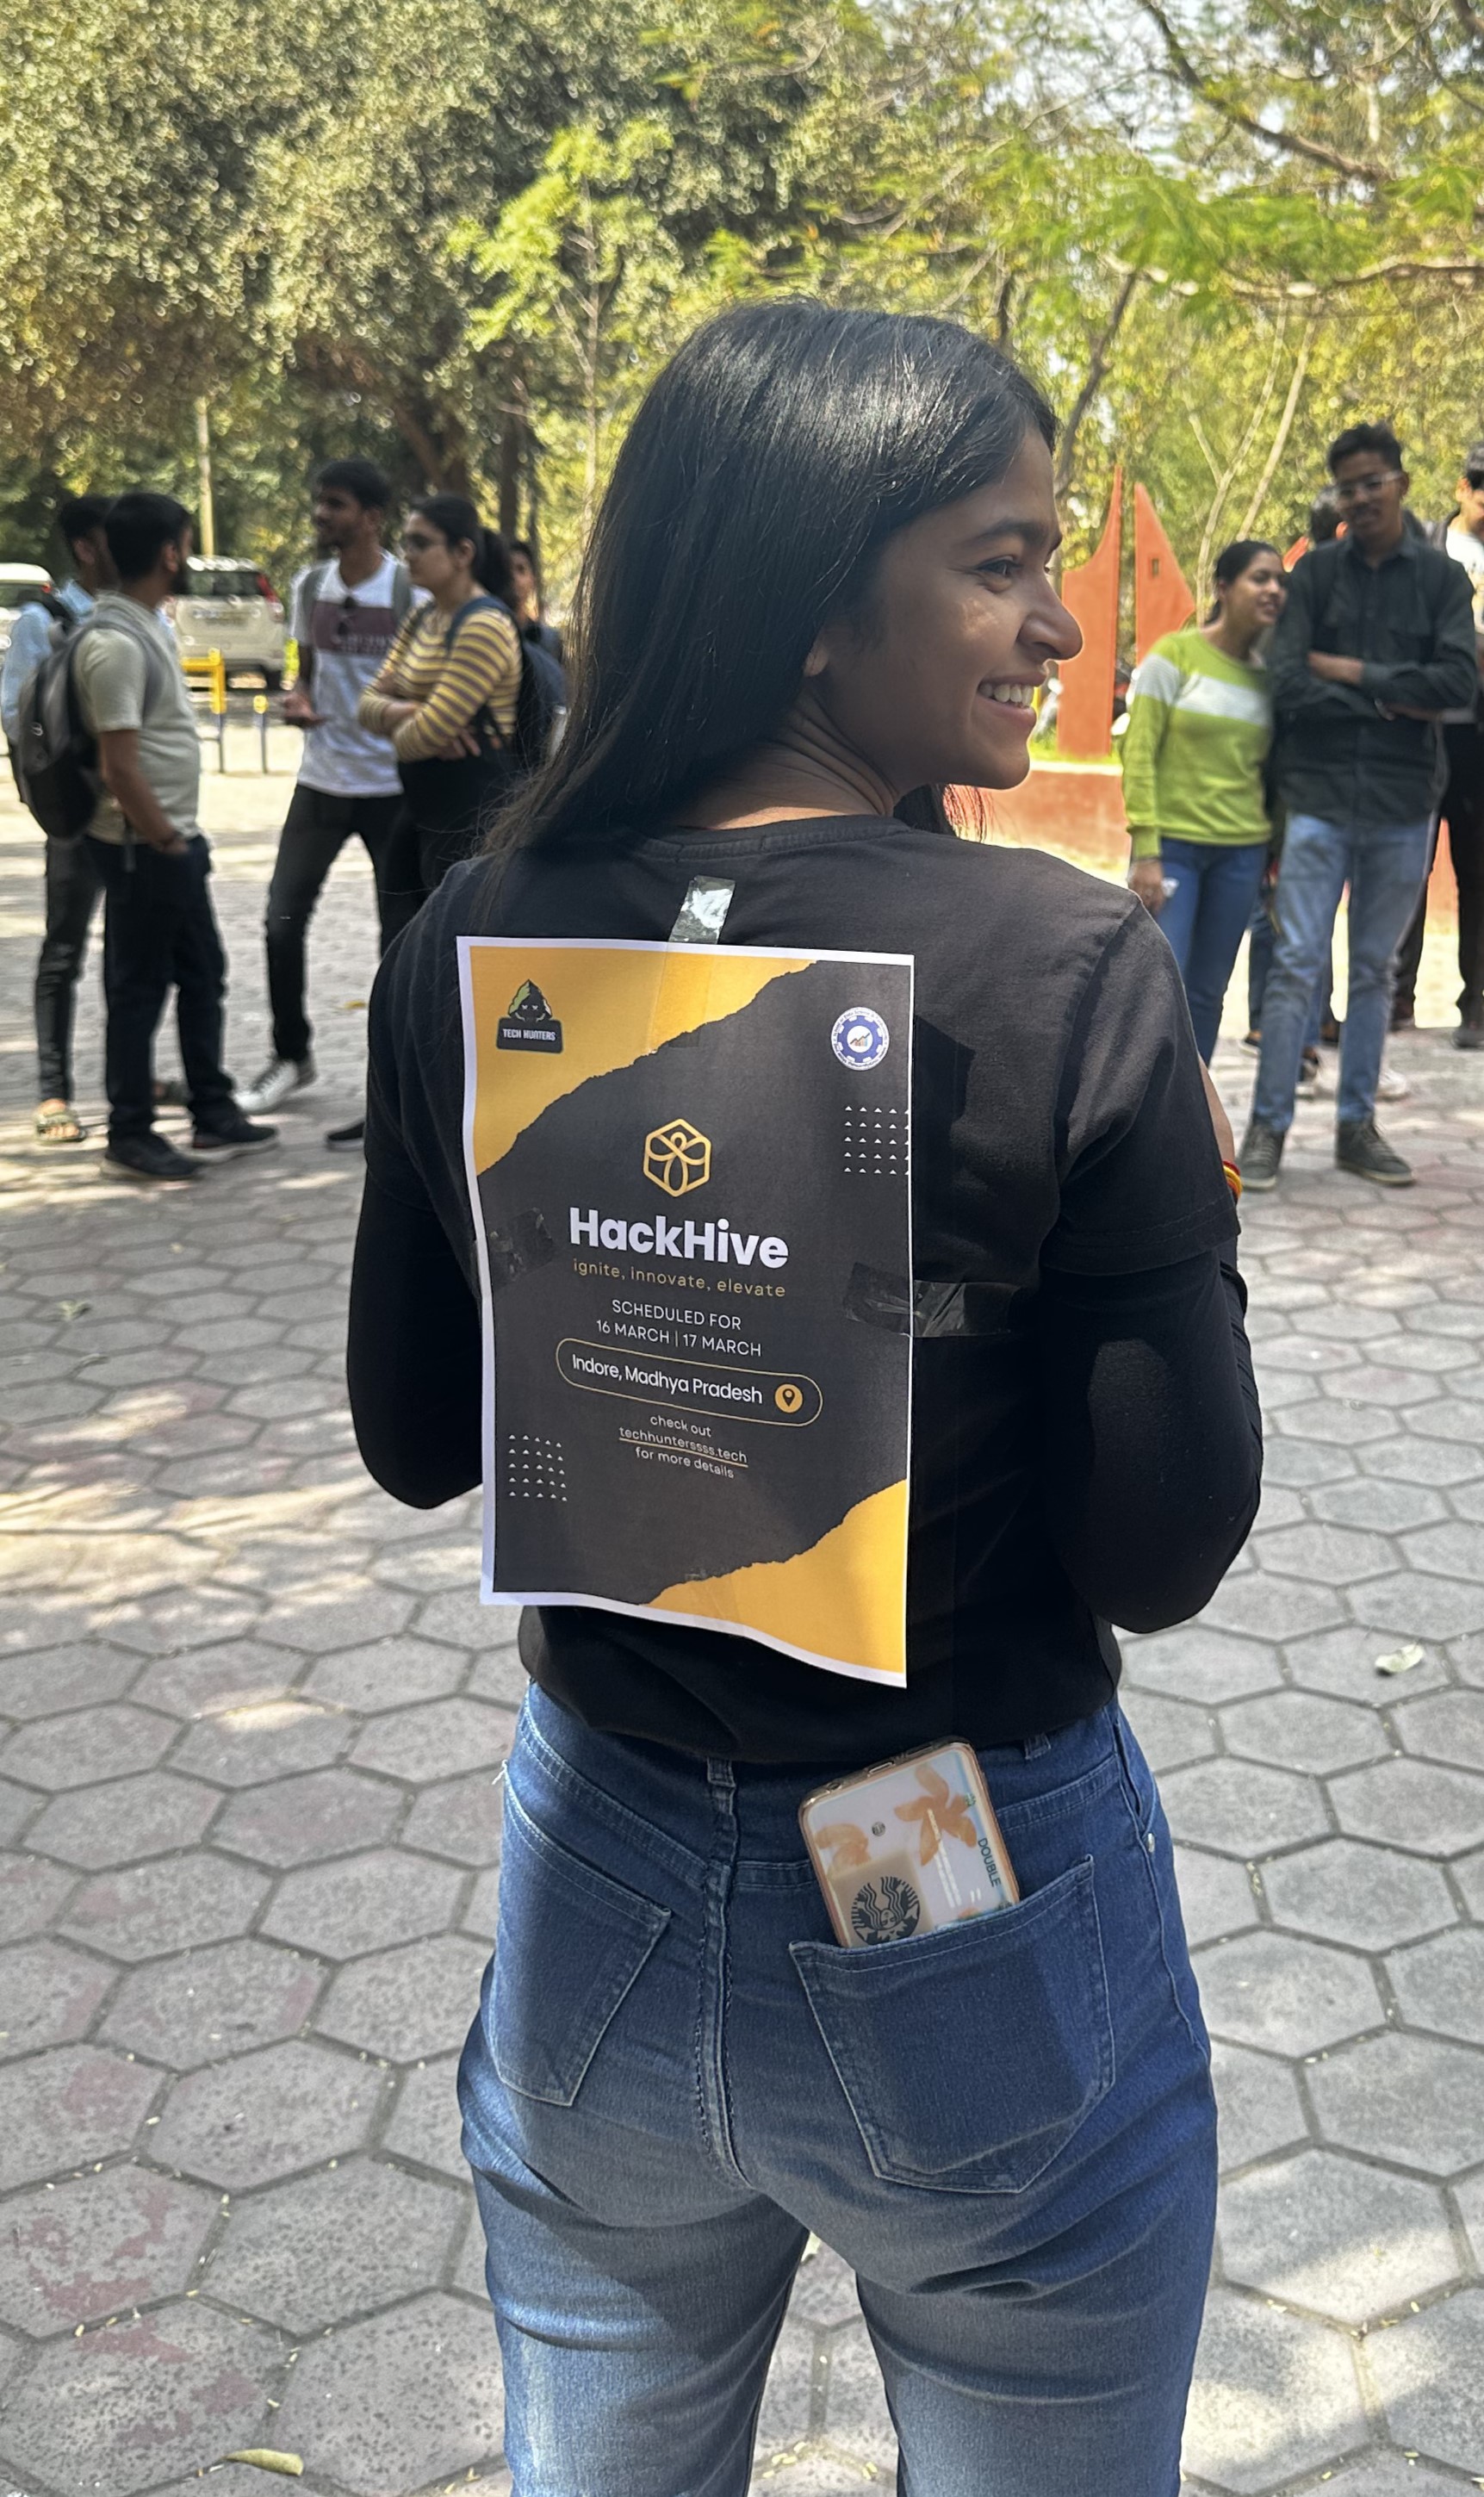 TECH HUNTERS
HackHive
ignite, innovate, elevate
SCHEDULED FOR
16 MARCH | 17 MARCH
Indore, Madhya Pradesh
check out
techhunterssss.tech
for more details
DOUBLE